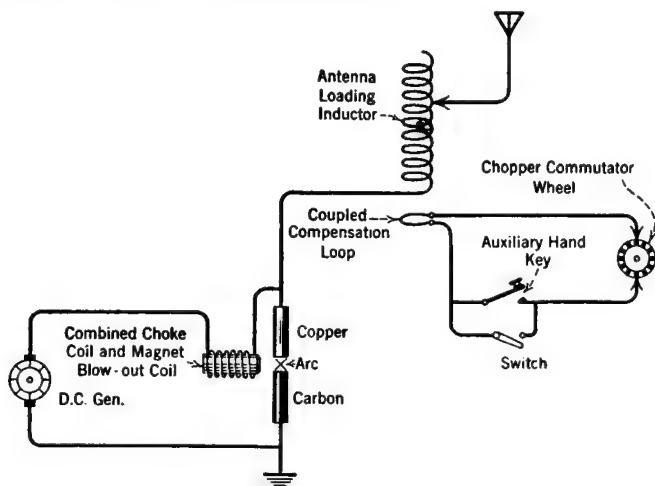 Antenna
Loading
Inductor
Chopper Commutator
Wheel
Coupled
Compensation
Loop
Auxiliary Hand
Key
Switch
Combined Choke
Coil and Magnet
Blow-out Coil
D.C. Gen.
Copper
Arc
Carbon